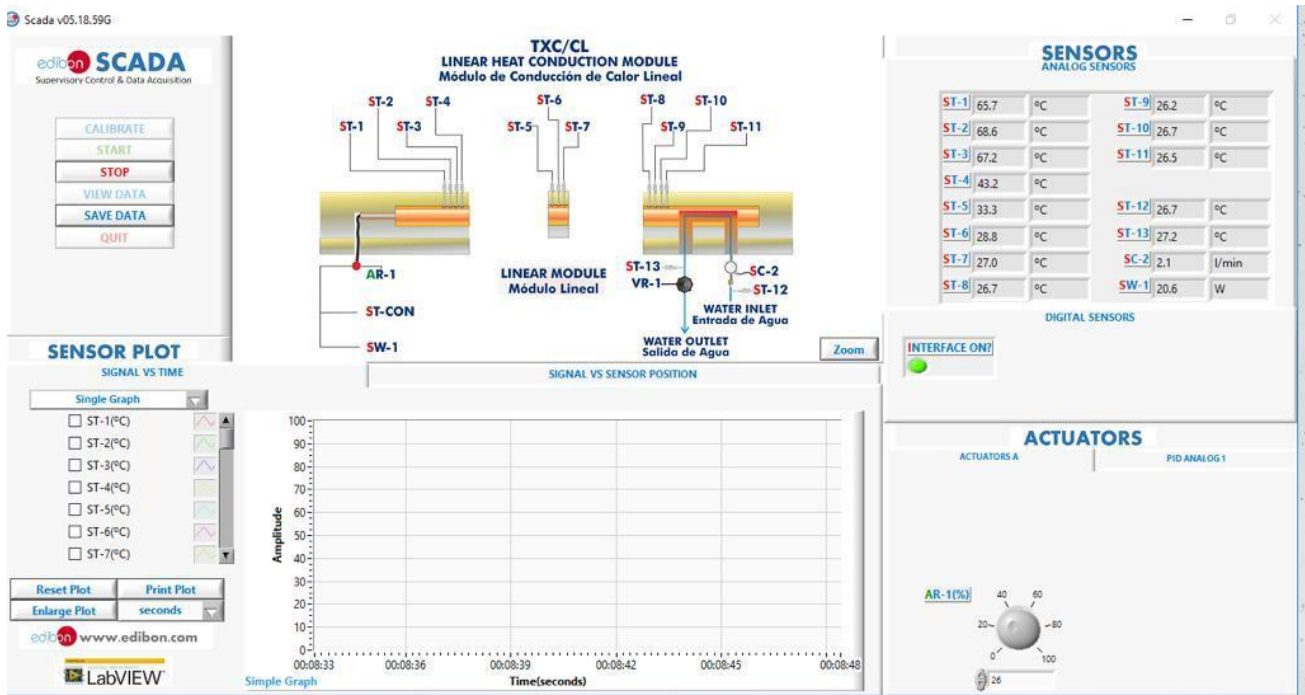 Scada v05.18.59G
edibon SCADA
Supervisory Control & Data Acquisition
CALIBRATE
START
STOP
VIEW DATA
SAVE DATA
QUIT
TXC/CL
LINEAR HEAT CONDUCTION MODULE
Módulo de Conducción de Calor Lineal
ST-2 ST-4 ST-6 ST-8 ST-10
ST-1 ST-3 ST-5 ST-7 ST-9 ST-11
AR-1
ST-CON
SW-1
LINEAR MODULE
Módulo Lineal
ST-13
VR-1
SC-2
ST-12
WATER INLET
Entrada de Agua
WATER OUTLET
Salida de Agua
Zoom
SENSORS
ANALOG SENSORS
ST-1 65.7 ºC ST-9 26.2 ºC
ST-2 68.6 ºC ST-10 26.7 ºC
ST-3 67.2 ºC ST-11 26.5 ºC
ST-4 43.2 ºC
ST-5 33.3 ºC ST-12 26.7 ºC
ST-6 28.8 ºC ST-13 27.2 ºC
ST-7 27.0 ºC SC-2 2.1 l/min
ST-8 26.7 ºC SW-1 20.6 W
DIGITAL SENSORS
INTERFACE ON?
SENSOR PLOT
SIGNAL VS TIME
SIGNAL VS SENSOR POSITION
Single Graph
ST-1(ºC)
ST-2(ºC)
ST-3(ºC)
ST-4(ºC)
ST-5(ºC)
ST-6(ºC)
ST-7(ºC)
Reset Plot Print Plot
Enlarge Plot seconds
edibon www.edibon.com
LabVIEW
Amplitude
100
90
80
70
60
50
40
30
20
10
0
00:08:33 00:08:36 00:08:39 00:08:42 00:08:45 00:08:48
Simple Graph
Time(seconds)
ACTUATORS
ACTUATORS A
PID ANALOG 1
AR-1(%)
40 60
20 80
0 100
26